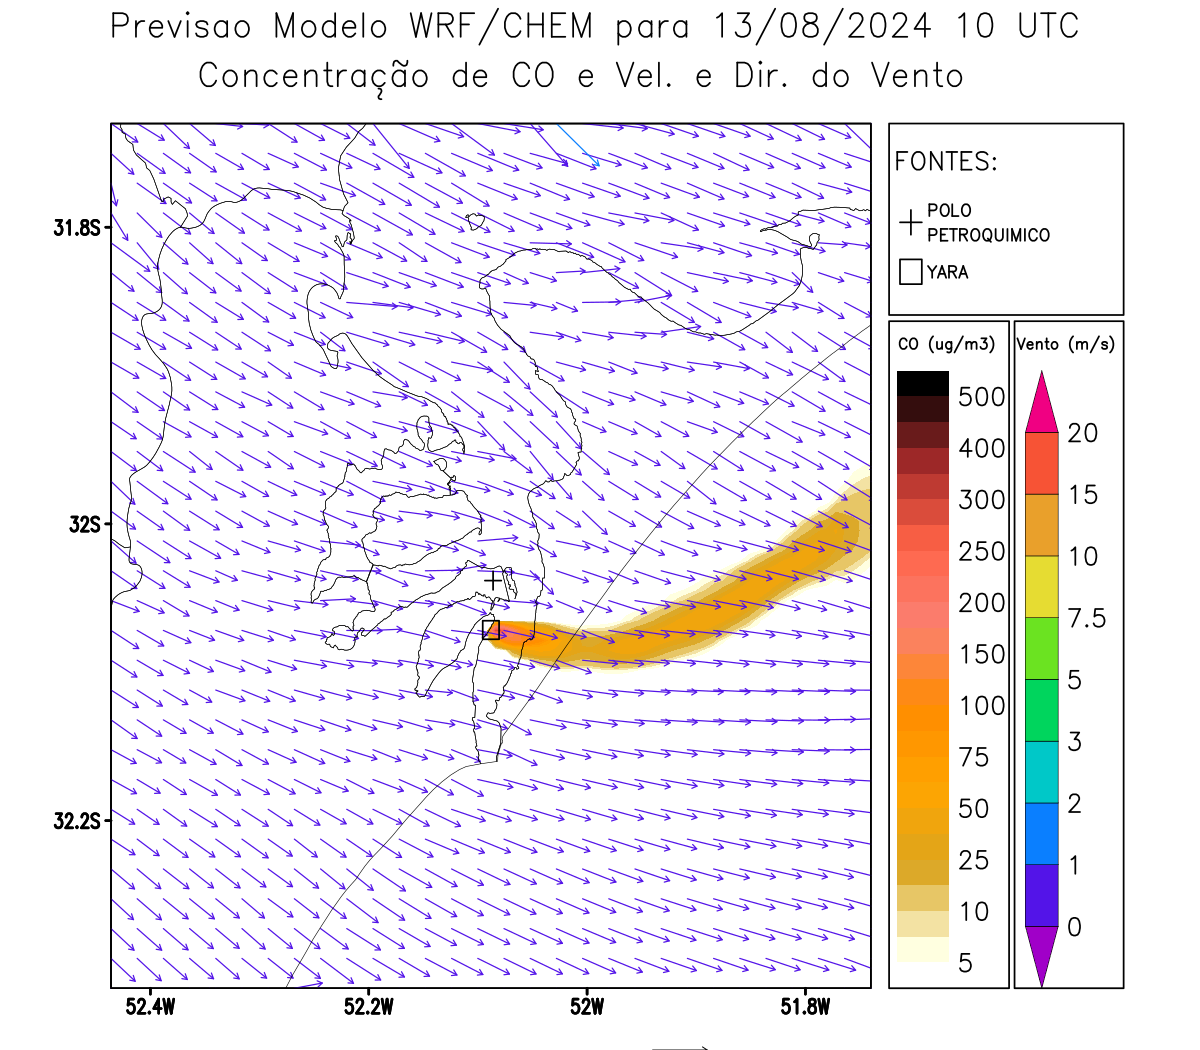 Previsao Modelo WRF/CHEM para 13/08/2024 10 UTC
Concentração de CO e Vel. e Dir. do Vento
FONTES:
POLO
PETROQUIMICO
YARA
CO (ug/m3)
500
400
300
250
200
150
100
75
50
25
10
5
Vento (m/s)
20
15
10
7.5
5
3
2
1
0
31.8S
32S
32.2S
52.4W 52.2W 52W 51.8W